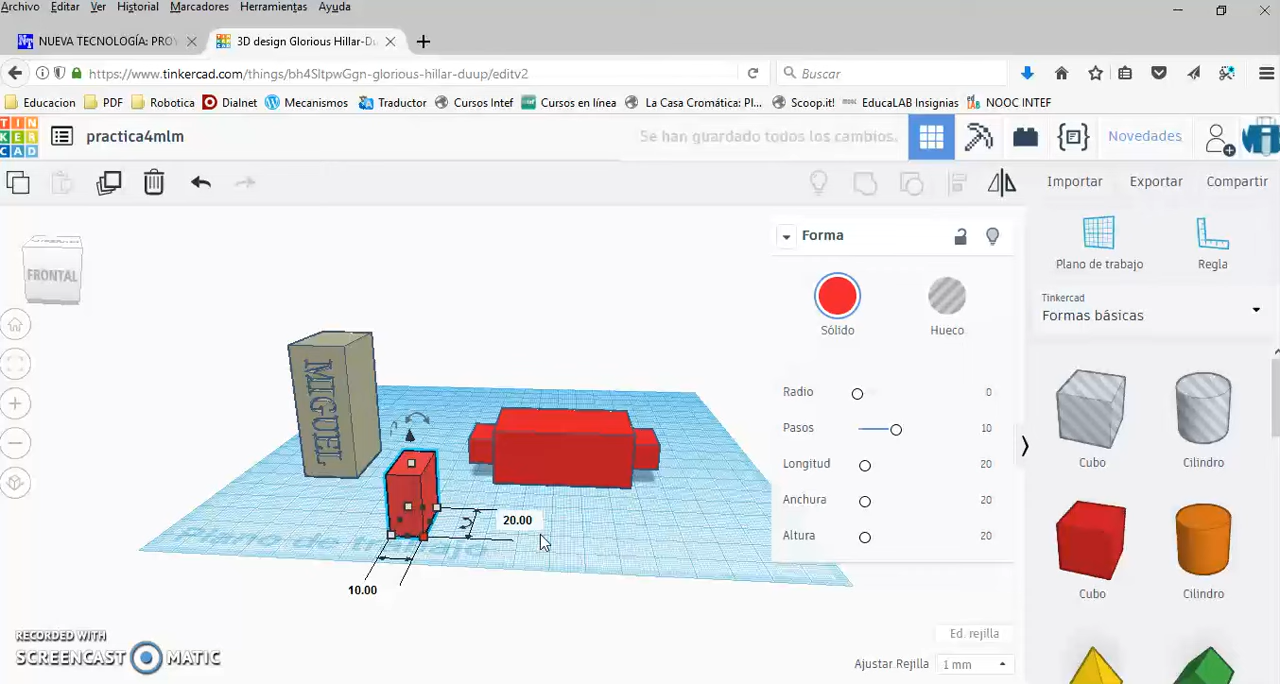 Archivo Editar Ver Historial Marcadores Herramientas Ayuda
NUEVA TECNOLOGÍA: PROY 3D design Glorious Hillar-Du
https://www.tinkercad.com/things/bh4SltpwGgn-glorious-hillar-duup/editv2 Buscar
Educacion PDF Robotica Dialnet Mecanismos Traductor Cursos Intef Cursos en línea La Casa Cromática: Pl... Scoop.it! EducaLAB Insignias NOOC INTEF
TIN
KER
CAD
practica4mlm Se han guardado todos los cambios. Novedades
Importar Exportar Compartir
FRONTAL
Forma
Sólido Hueco
Radio 0
Pasos 10
Longitud 20
Anchura 20
Altura 20
Plano de trabajo Regla
Tinkercad
Formas básicas
Cubo Cilindro
Cubo Cilindro
MIGUEL
20.00
Plano de trabajo
10.00
RECORDED WITH
SCREENCAST MATIC
Ed. rejilla
Ajustar Rejilla 1 mm